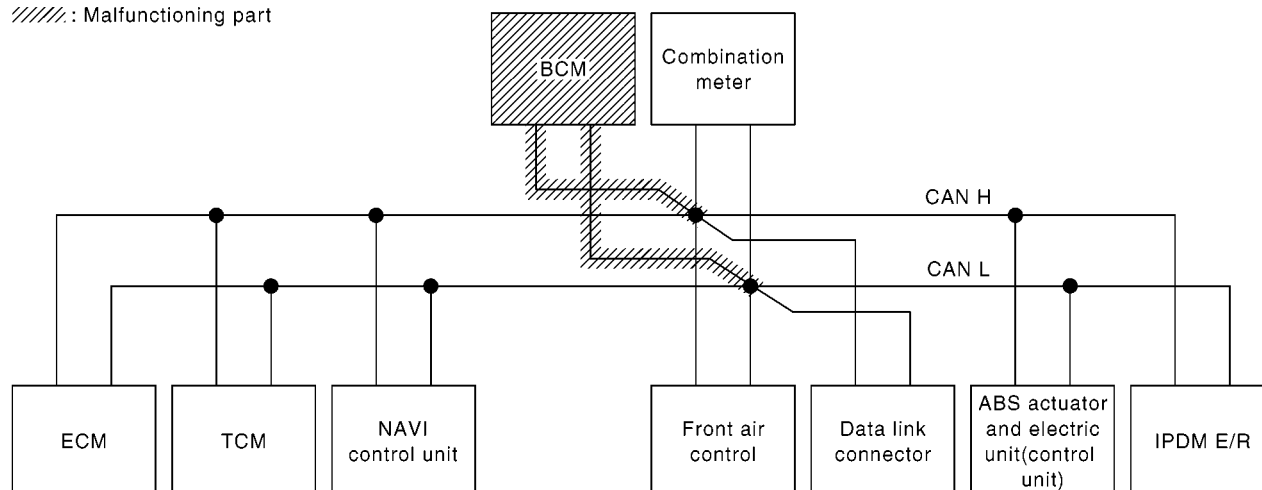 : Malfunctioning part
BCM
Combination
meter
CAN H
CAN L
ECM
TCM
NAVI
control unit
Front air
control
Data link
connector
ABS actuator
and electric
unit(control
unit)
IPDM E/R